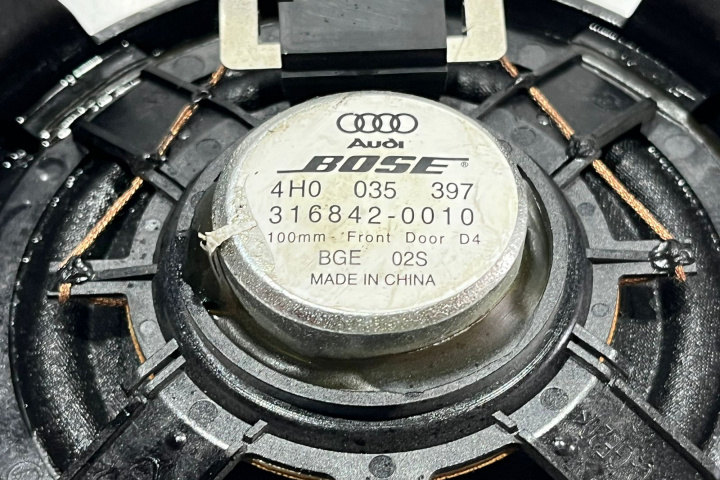 Audi
BOSE®
4H0 035 397
316842-0010
100mm Front Door D4
BGE 02S
MADE IN CHINA